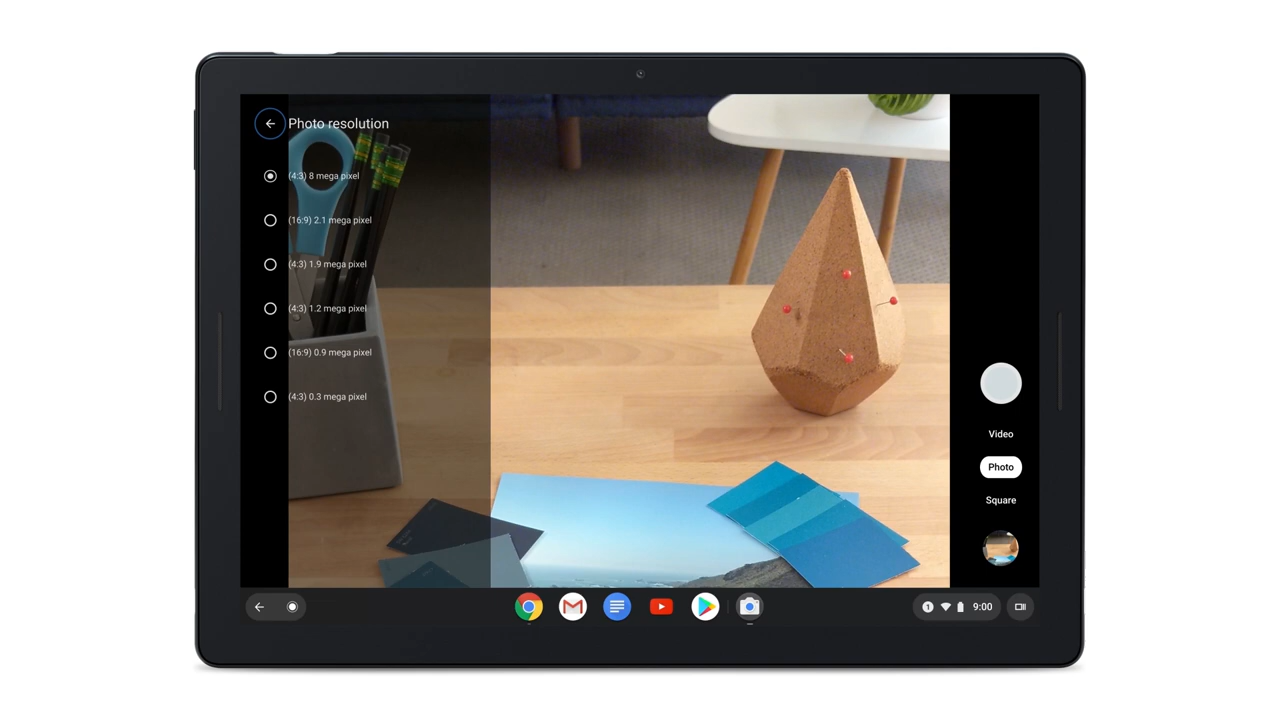 Photo resolution
(4:3) 8 mega pixel
(16:9) 2.1 mega pixel
(4:3) 1.9 mega pixel
(4:3) 1.2 mega pixel
(16:9) 0.9 mega pixel
(4:3) 0.3 mega pixel
Video
Photo
Square
1 9:00